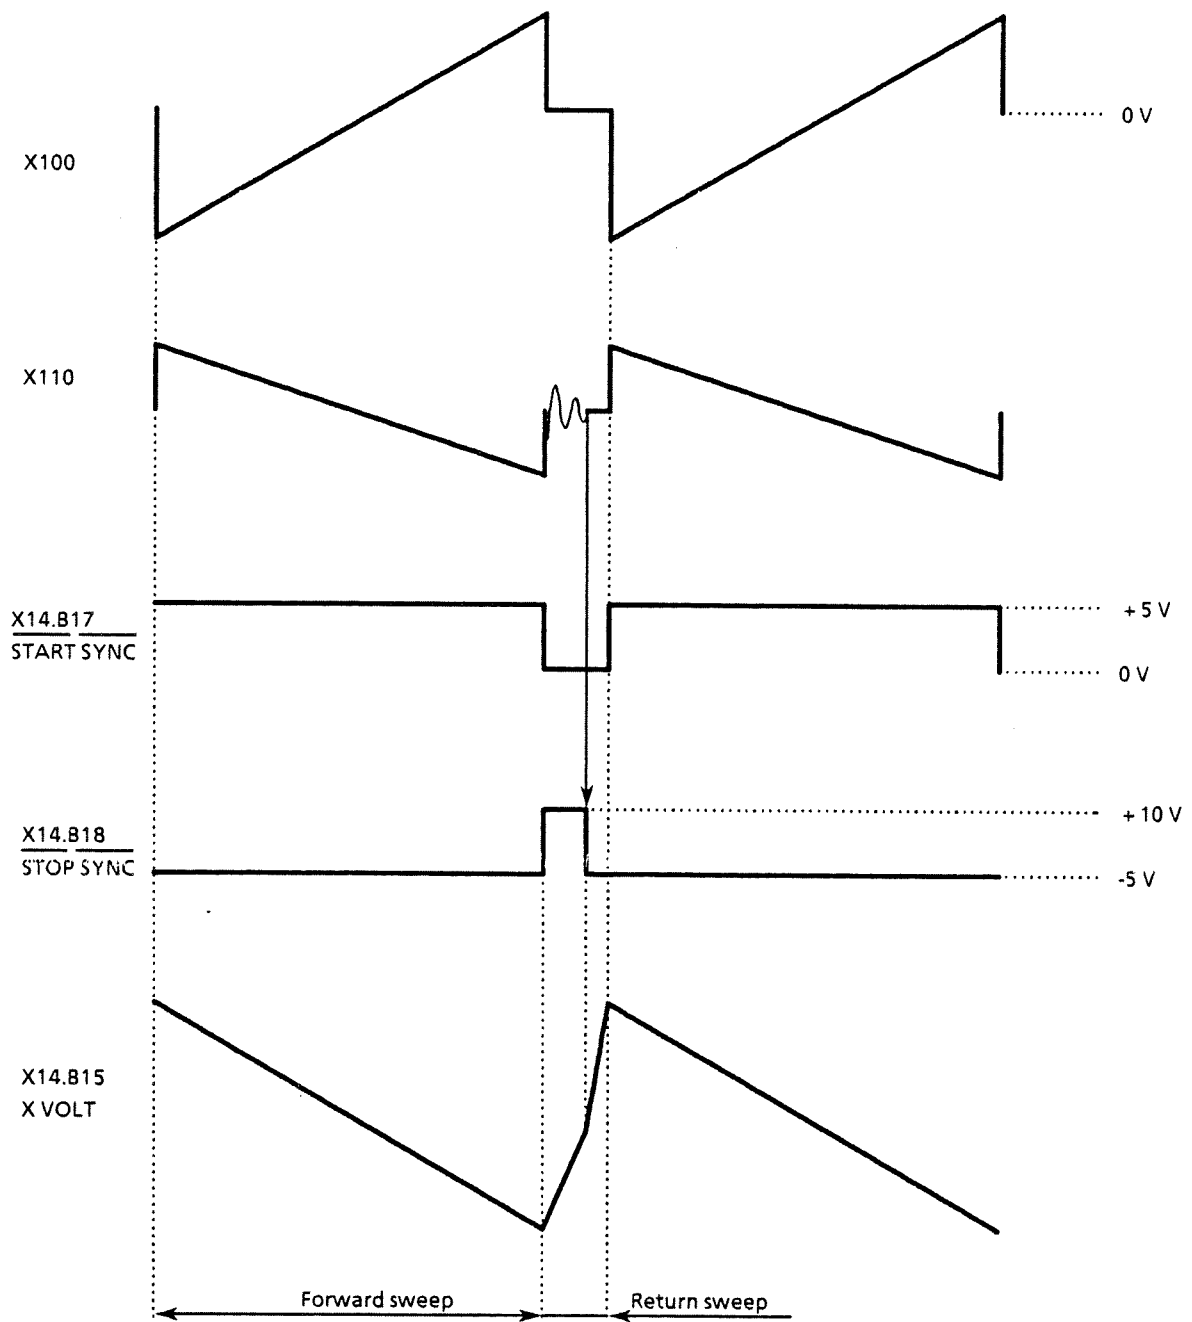 0 V
X100
X110
X14.B17
START SYNC
+ 5 V
0 V
+ 10 V
X14.B18
STOP SYNC
-5 V
X14.B15
X VOLT
Forward sweep
Return sweep